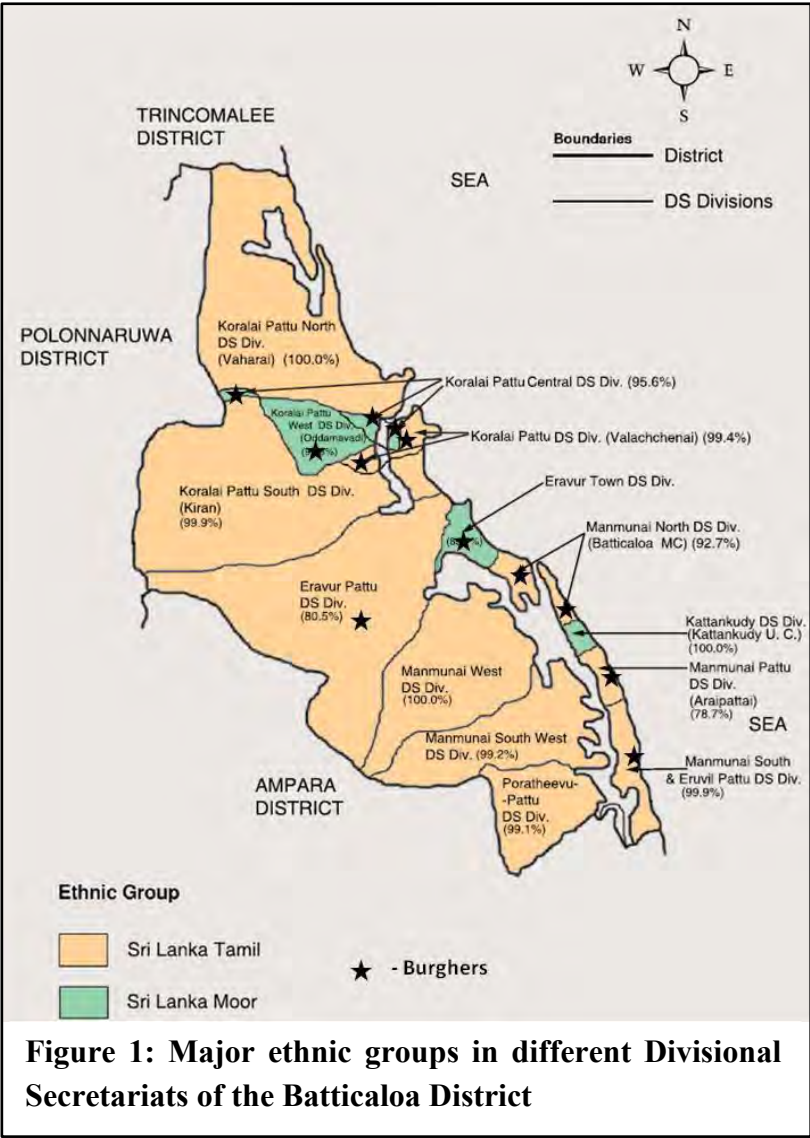 N
W E
S
Boundaries
District
DS Divisions
TRINCOMALEE
DISTRICT
SEA
POLONNARUWA
DISTRICT
Koralai Pattu North
DS Div.
(Vaharai) (100.0%)
Koralai Pattu Central DS Div. (95.6%)
Koralai Pattu
West DS Div.
(Oddamavadi)
Koralai Pattu DS Div. (Valachchenai) (99.4%)
Koralai Pattu South DS Div.
(Kiran)
(99.9%)
Eravur Town DS Div.
Manmunai North DS Div.
(Batticaloa MC) (92.7%)
Eravur Pattu
DS Div.
(80.5%)
Kattankudy DS Div.
(Kattankudy U. C.)
(100.0%)
Manmunai West
DS Div.
(100.0%)
Manmunai Pattu
DS Div.
(Araipattai)
(78.7%)
SEA
Manmunai South West
DS Div. (99.2%)
Manmunai South
& Eruvil Pattu DS Div.
(99.9%)
AMPARA
DISTRICT
Poratheevu-
-Pattu
DS Div.
(99.1%)
Ethnic Group
Sri Lanka Tamil
Sri Lanka Moor
- Burghers
Figure 1: Major ethnic groups in different Divisional
Secretariats of the Batticaloa District